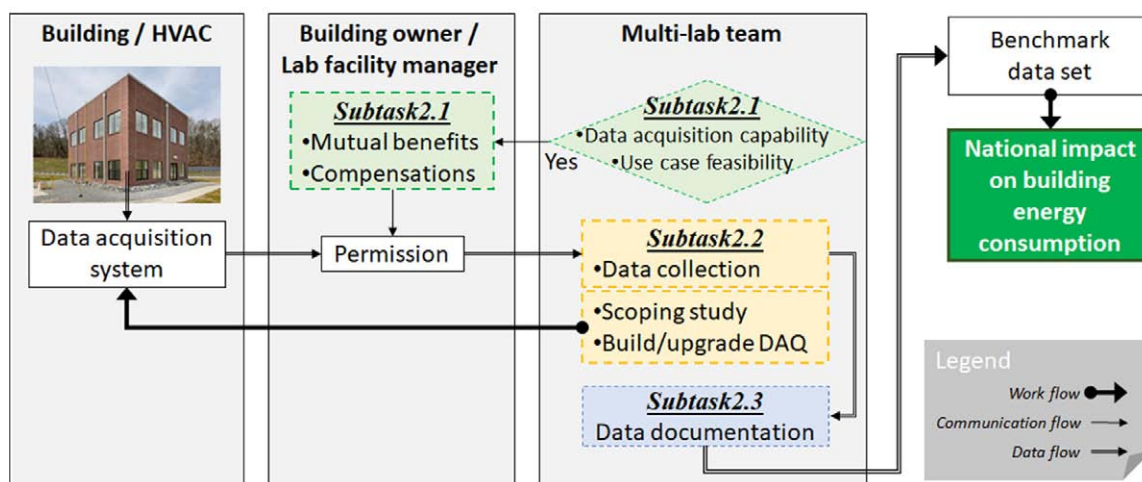 Building / HVAC
Data acquisition
system
Building owner /
Lab facility manager
Subtask2.1
•Mutual benefits
•Compensations
Permission
Multi-lab team
Subtask2.1
•Data acquisition capability
•Use case feasibility
Yes
Subtask2.2
•Data collection
•Scoping study
•Build/upgrade DAQ
Subtask2.3
Data documentation
Benchmark
data set
National impact
on building
energy
consumption
Legend
Work flow
Communication flow
Data flow